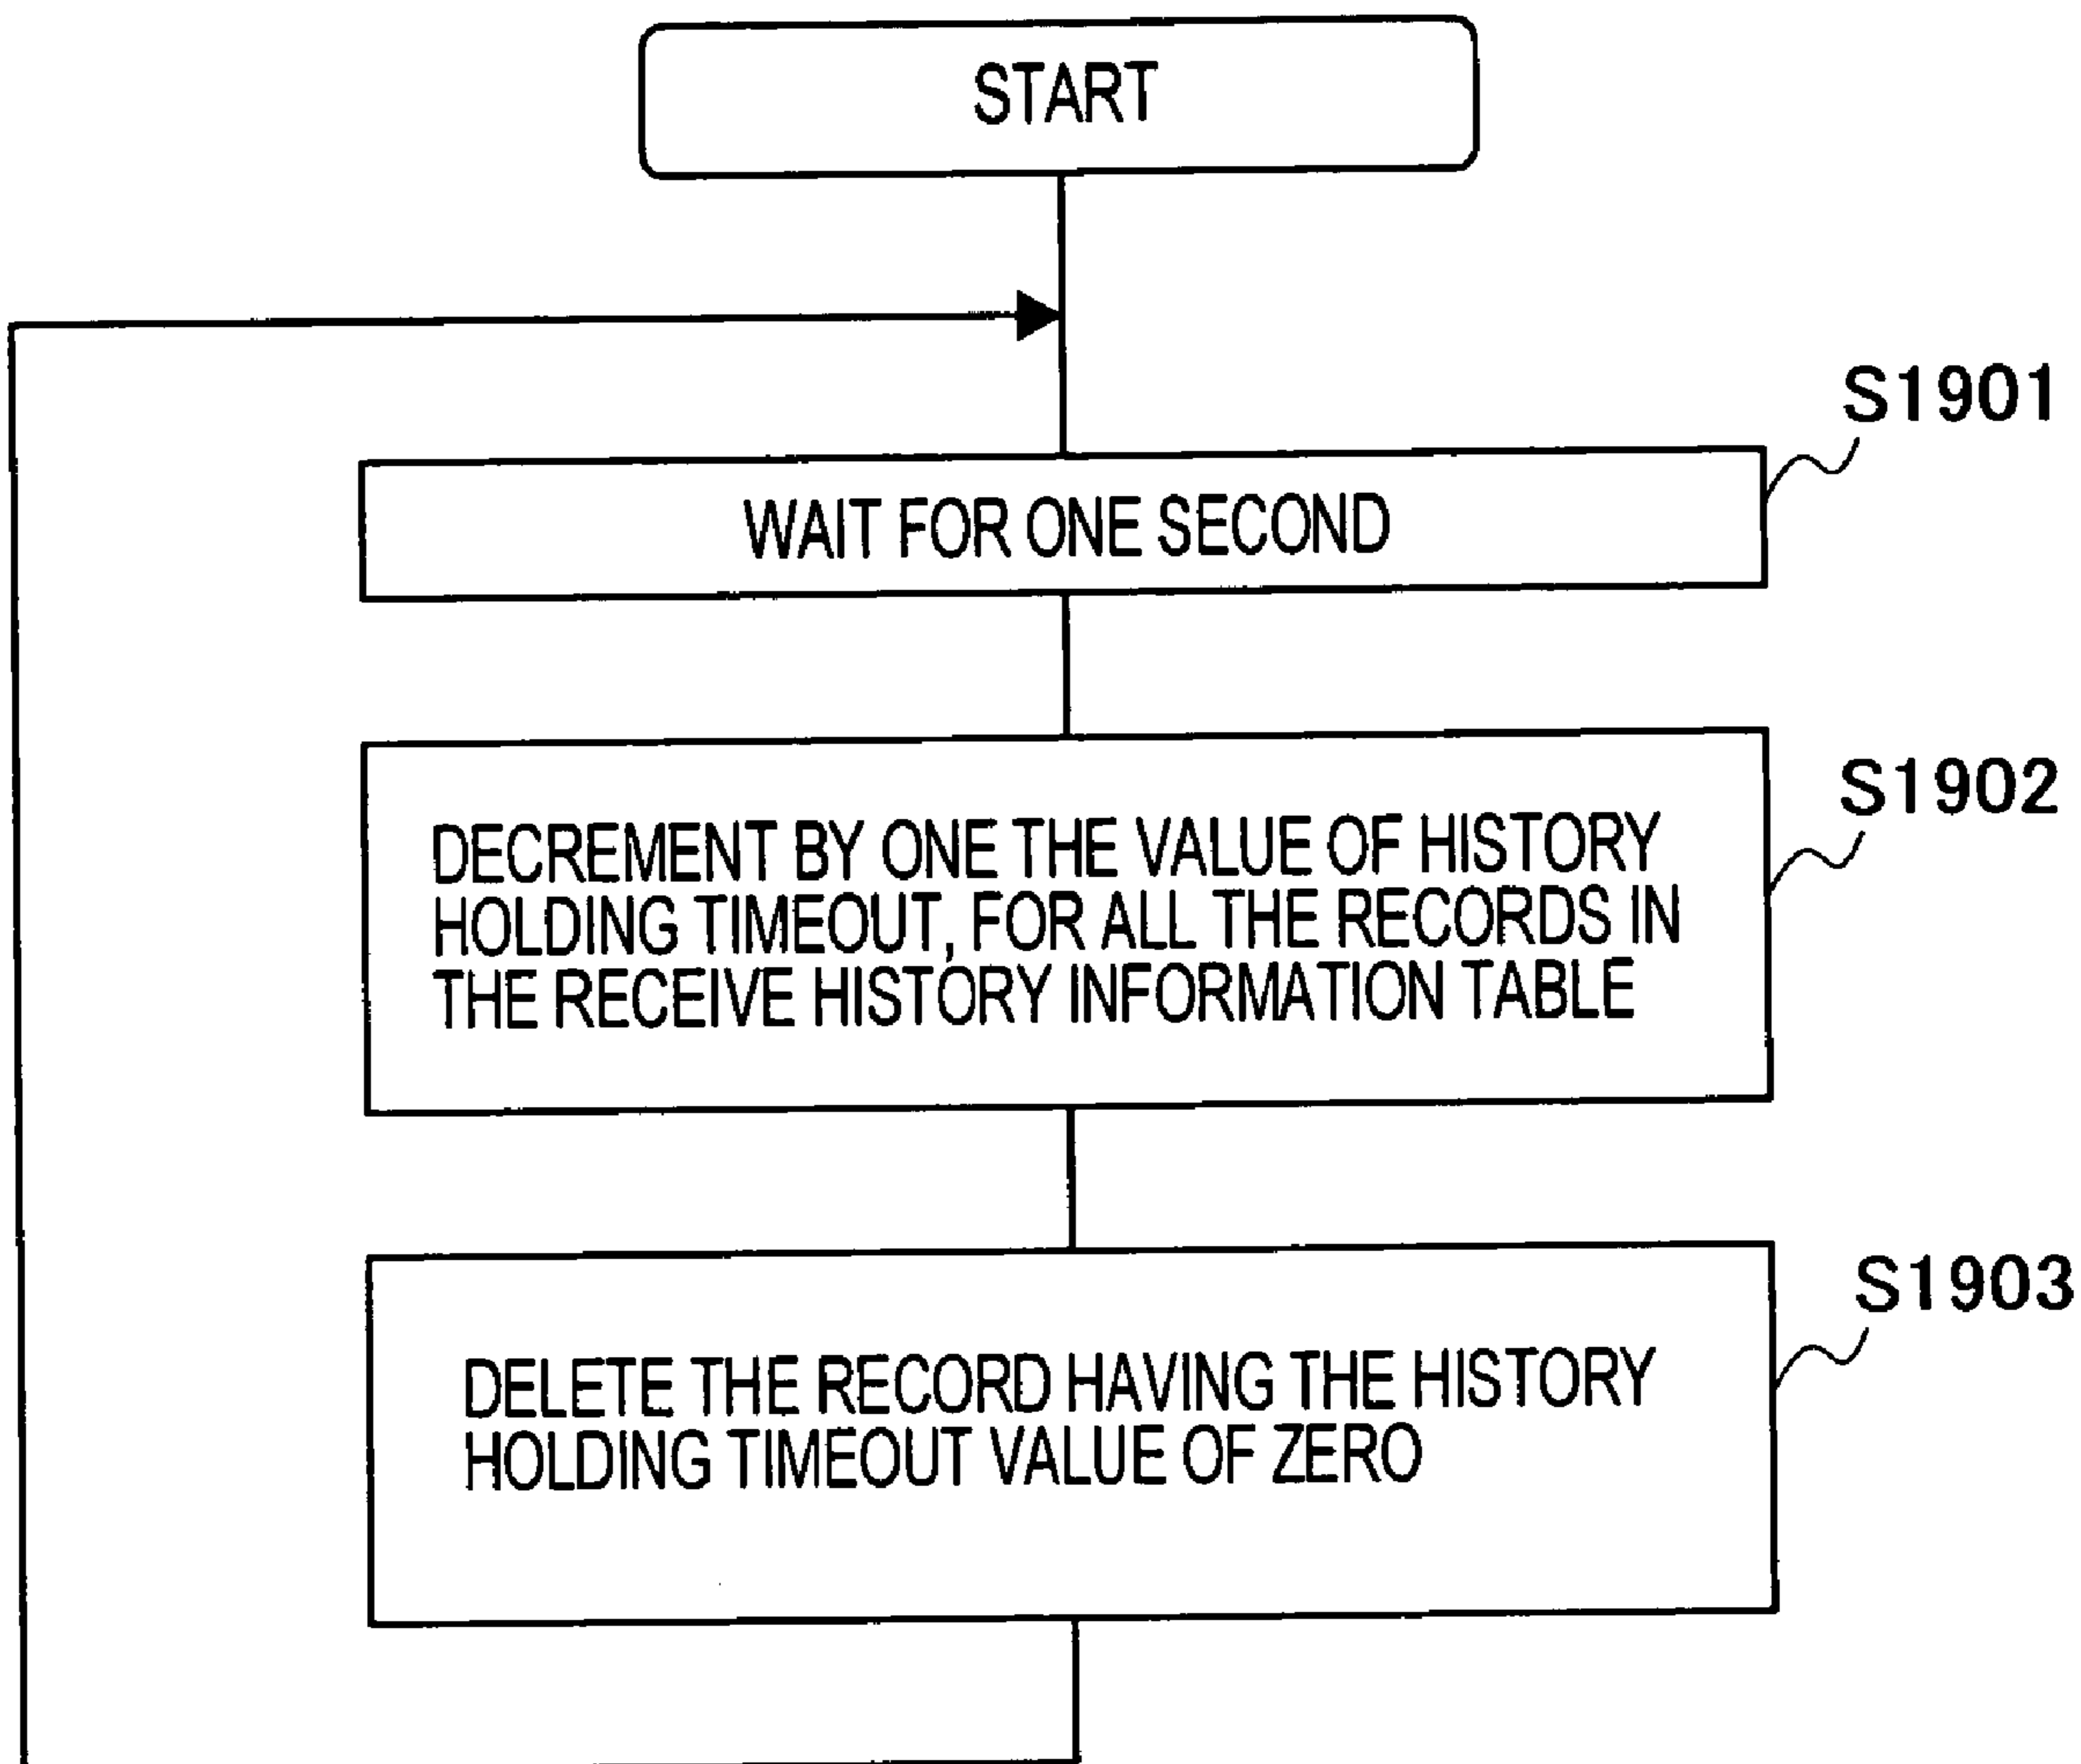 START
S1901
WAIT FOR ONE SECOND
S1902
DECREMENT BY ONE THE VALUE OF HISTORY
HOLDING TIMEOUT, FOR ALL THE RECORDS IN
THE RECEIVE HISTORY INFORMATION TABLE
S1903
DELETE THE RECORD HAVING THE HISTORY
HOLDING TIMEOUT VALUE OF ZERO